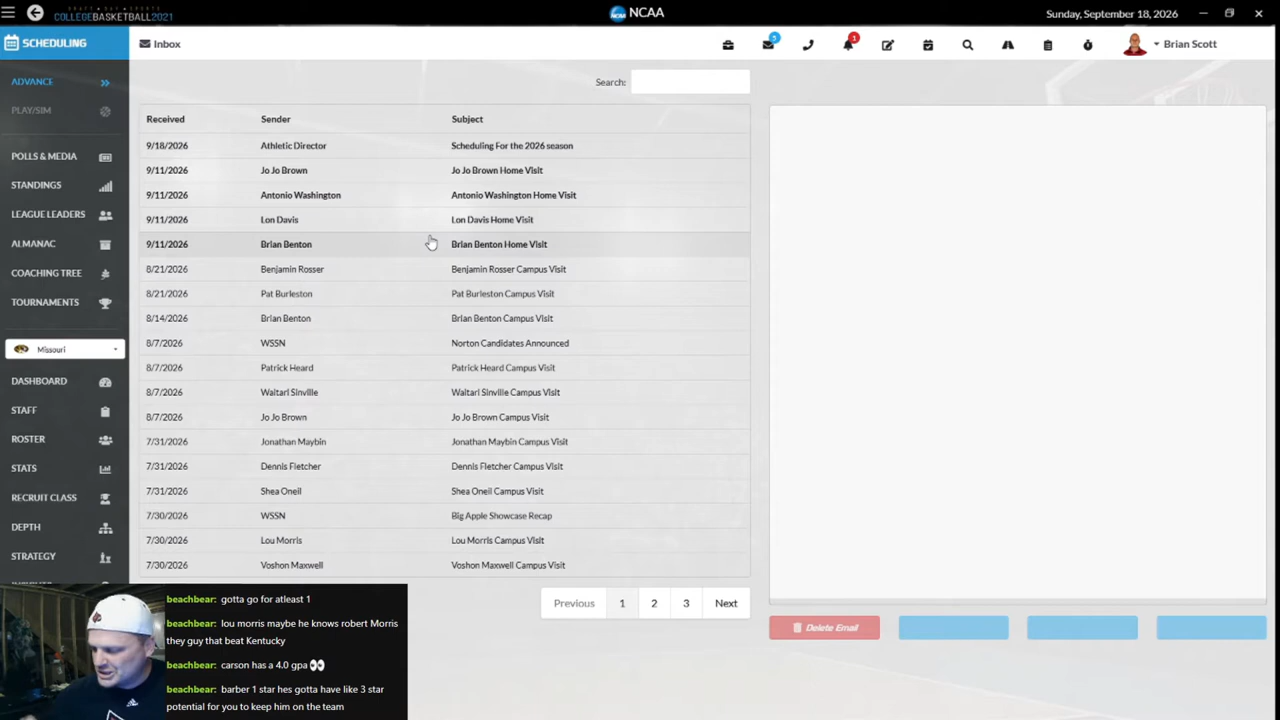 DRAFT DAY SPORTS
COLLEGEBASKETBALL2021
NCAA
Sunday, September 18, 2026
SCHEDULING
Inbox
5
1
Brian Scott
ADVANCE
PLAY/SIM
POLLS & MEDIA
STANDINGS
LEAGUE LEADERS
ALMANAC
COACHING TREE
TOURNAMENTS
Missouri
DASHBOARD
STAFF
ROSTER
STATS
RECRUIT CLASS
DEPTH
STRATEGY
Search:
Received Sender Subject
9/18/2026 Athletic Director Scheduling For the 2026 season
9/11/2026 Jo Jo Brown Jo Jo Brown Home Visit
9/11/2026 Antonio Washington Antonio Washington Home Visit
9/11/2026 Lon Davis Lon Davis Home Visit
9/11/2026 Brian Benton Brian Benton Home Visit
8/21/2026 Benjamin Rosser Benjamin Rosser Campus Visit
8/21/2026 Pat Burleston Pat Burleston Campus Visit
8/14/2026 Brian Benton Brian Benton Campus Visit
8/7/2026 WSSN Norton Candidates Announced
8/7/2026 Patrick Heard Patrick Heard Campus Visit
8/7/2026 Waitari Sinville Waitari Sinville Campus Visit
8/7/2026 Jo Jo Brown Jo Jo Brown Campus Visit
7/31/2026 Jonathan Maybin Jonathan Maybin Campus Visit
7/31/2026 Dennis Fletcher Dennis Fletcher Campus Visit
7/31/2026 Shea Oneil Shea Oneil Campus Visit
7/30/2026 WSSN Big Apple Showcase Recap
7/30/2026 Lou Morris Lou Morris Campus Visit
7/30/2026 Voshon Maxwell Voshon Maxwell Campus Visit
Previous 1 2 3 Next
Delete Email
beachbear: gotta go for atleast 1
beachbear: lou morris maybe he knows robert Morris
they guy that beat Kentucky
beachbear: carson has a 4.0 gpa 👀
beachbear: barber 1 star hes gotta have like 3 star
potential for you to keep him on the team